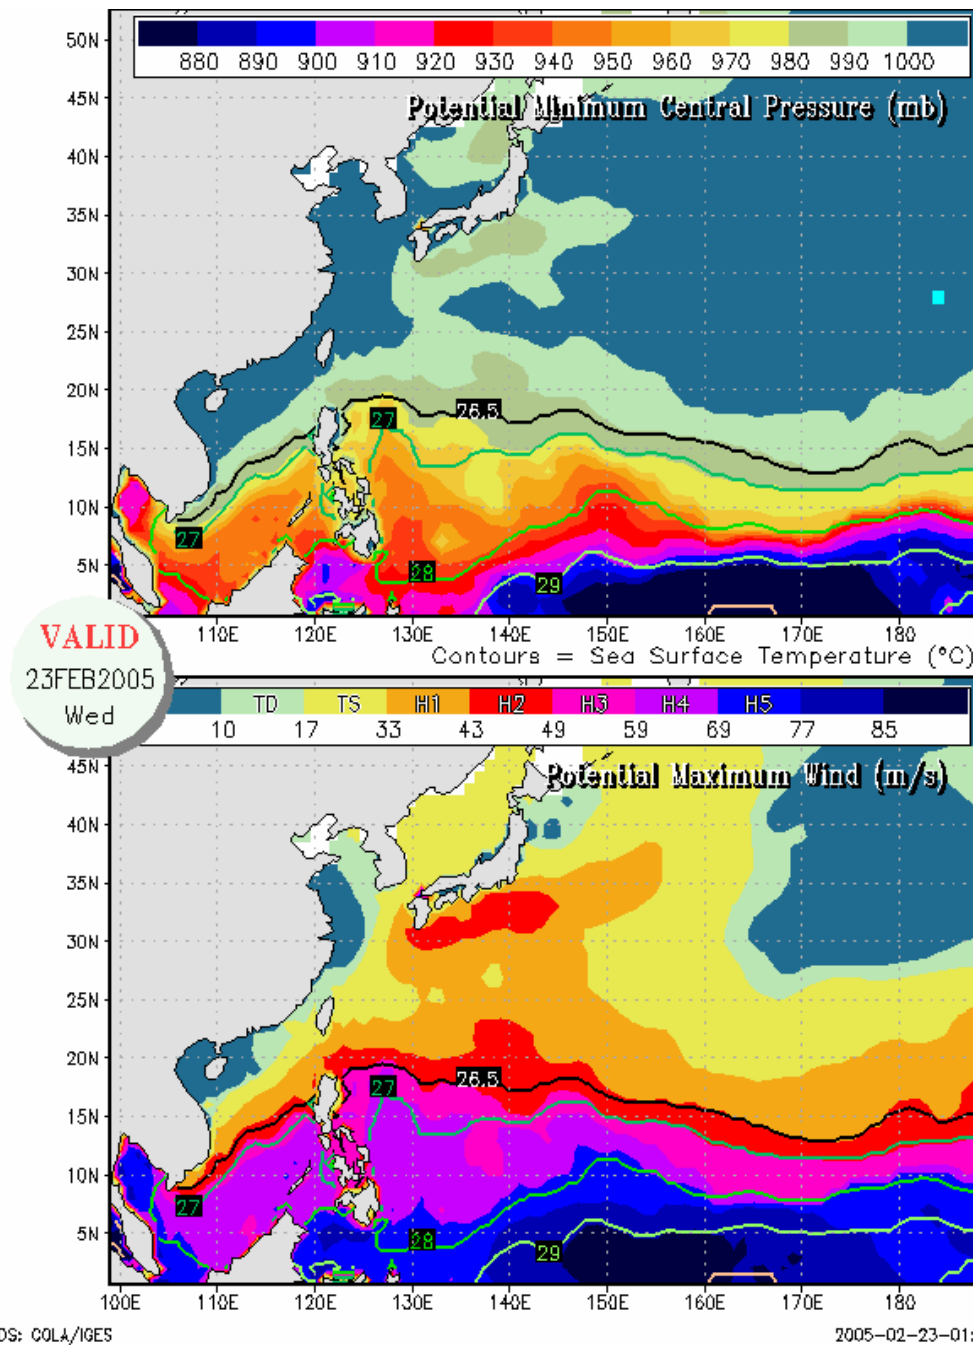 50N
880 890 900 910 920 930 940 950 960 970 980 990 1000
45N
Potential Minimum Central Pressure (mb)
40N
35N
30N
25N
20N
26.5
27
15N
10N
27
5N
28
29
110E 120E 130E 140E 150E 160E 170E 180
Contours = Sea Surface Temperature (°C)
VALID
23FEB2005
Wed
TD TS H1 H2 H3 H4 H5
10 17 33 43 49 59 69 77 85
45N
Potential Maximum Wind (m/s)
40N
35N
30N
25N
20N
26.5
27
15N
10N
27
5N
28
29
100E 110E 120E 130E 140E 150E 160E 170E 180
COLA/IGES
2005-02-23-01: